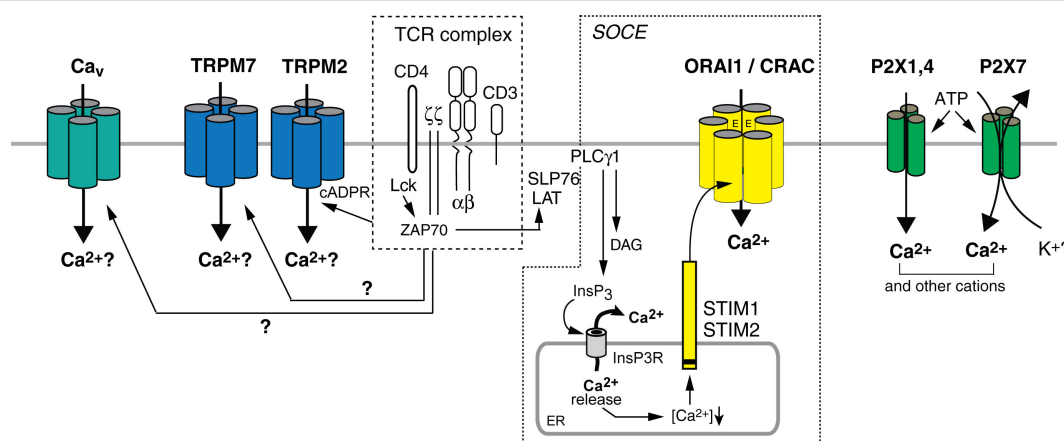 TCR complex
SOCE
Cav
TRPM7
TRPM2
CD4
CD3
ζζ
ORAI1 / CRAC
E E
P2X1,4
P2X7
ATP
PLCγ1
cADPR
Lck
αβ
SLP76
LAT
ZAP70
DAG
Ca2+?
Ca2+?
Ca2+?
Ca2+
Ca2+
Ca2+
and other cations
?
?
InsP3
Ca2+
STIM1
STIM2
InsP3R
Ca2+
release
[Ca2+]
ER